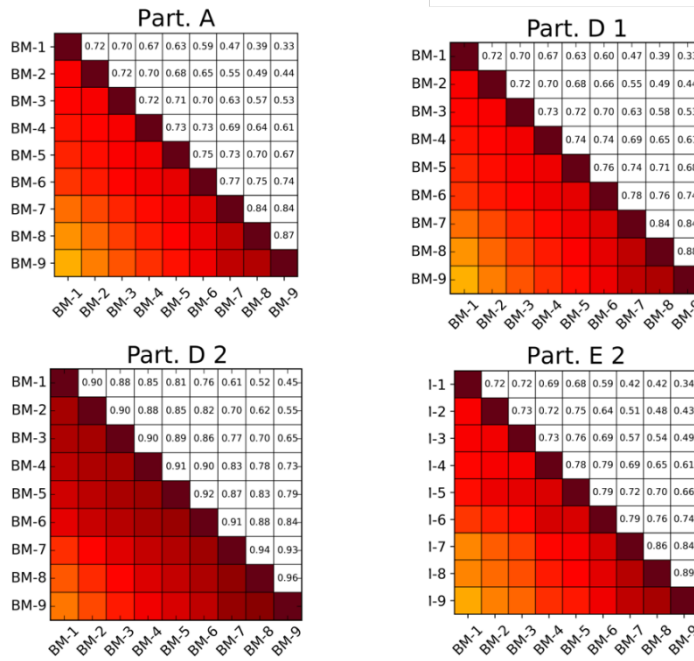 Part. A
BM-1 0.72 0.70 0.67 0.63 0.59 0.47 0.39 0.33
BM-2 0.72 0.70 0.68 0.65 0.55 0.49 0.44
BM-3 0.72 0.71 0.70 0.63 0.57 0.53
BM-4 0.73 0.73 0.69 0.64 0.61
BM-5 0.75 0.73 0.70 0.67
BM-6 0.77 0.75 0.74
BM-7 0.84 0.84
BM-8 0.87
BM-9
BM-1 BM-2 BM-3 BM-4 BM-5 BM-6 BM-7 BM-8 BM-9
Part. D 1
BM-1 0.72 0.70 0.67 0.63 0.60 0.47 0.39
BM-2 0.72 0.70 0.68 0.66 0.55 0.49 0.44
BM-3 0.73 0.72 0.70 0.63 0.58
BM-4 0.74 0.74 0.69 0.65
BM-5 0.76 0.74 0.71 0.68
BM-6 0.78 0.76 0.74
BM-7 0.84 0.84
BM-8 0.88
BM-9
BM-1 BM-2 BM-3 BM-4 BM-5 BM-6 BM-7 BM-8
Part. D 2
BM-1 0.90 0.88 0.85 0.81 0.76 0.61 0.52 0.45
BM-2 0.90 0.88 0.85 0.82 0.70 0.62 0.55
BM-3 0.90 0.89 0.86 0.77 0.70 0.65
BM-4 0.91 0.90 0.83 0.78 0.73
BM-5 0.92 0.87 0.83 0.79
BM-6 0.91 0.88 0.84
BM-7 0.94 0.93
BM-8 0.96
BM-9
BM-1 BM-2 BM-3 BM-4 BM-5 BM-6 BM-7 BM-8 BM-9
Part. E 2
I-1 0.72 0.72 0.69 0.68 0.59 0.42 0.42 0.34
I-2 0.73 0.72 0.75 0.64 0.51 0.48 0.43
I-3 0.73 0.76 0.69 0.57 0.54 0.49
I-4 0.78 0.79 0.69 0.65 0.61
I-5 0.79 0.72 0.70 0.66
I-6 0.79 0.76 0.74
I-7 0.86 0.84
I-8 0.89
I-9
BM-1 BM-2 BM-3 BM-4 BM-5 BM-6 BM-7 BM-8